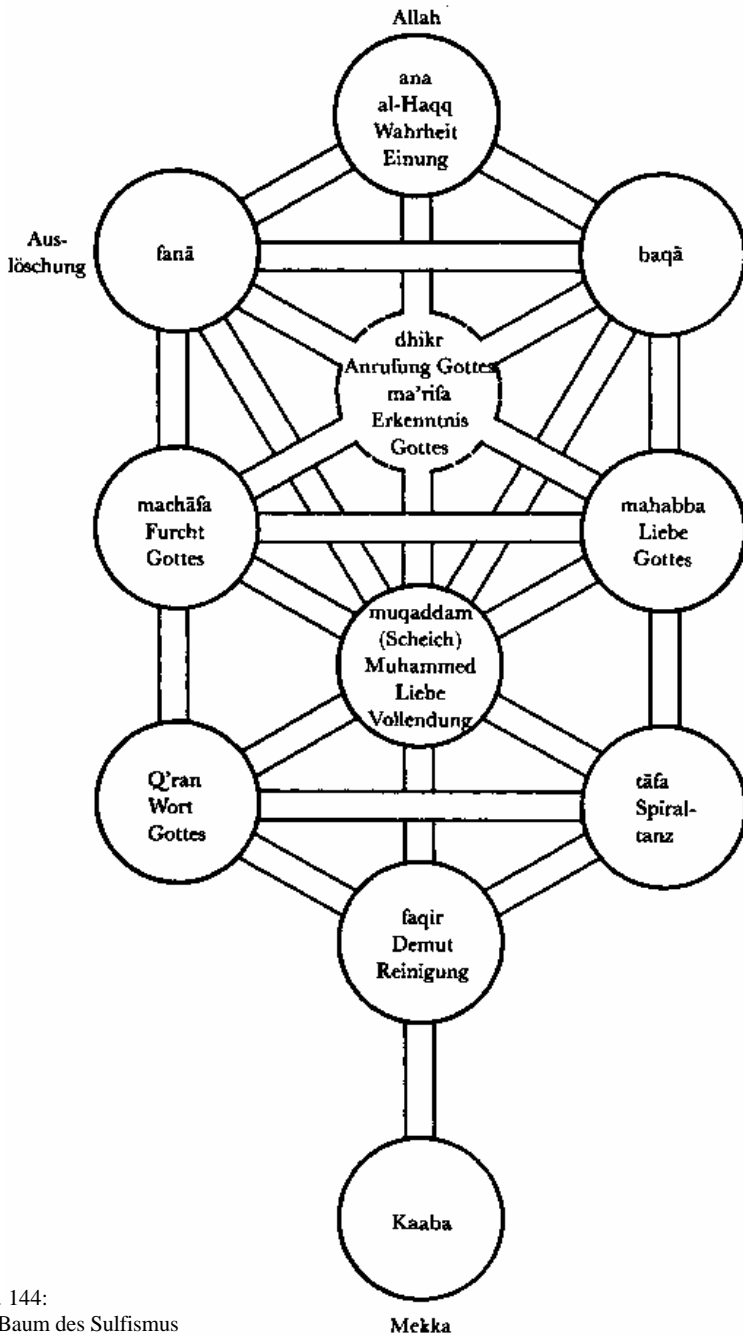 Allah
ana
al-Haqq
Wahrheit
Einung
Aus-
löschung
fanā
baqā
dhikr
Anrufung Gottes
ma'rifa
Erkenntnis
Gottes
machāfa
Furcht
Gottes
mahabba
Liebe
Gottes
muqaddam
(Scheich)
Muhammed
Liebe
Vollendung
Q'ran
Wort
Gottes
tāfa
Spiral-
tanz
faqir
Demut
Reinigung
Kaaba
144:
Baum des Sulfismus
Mekka